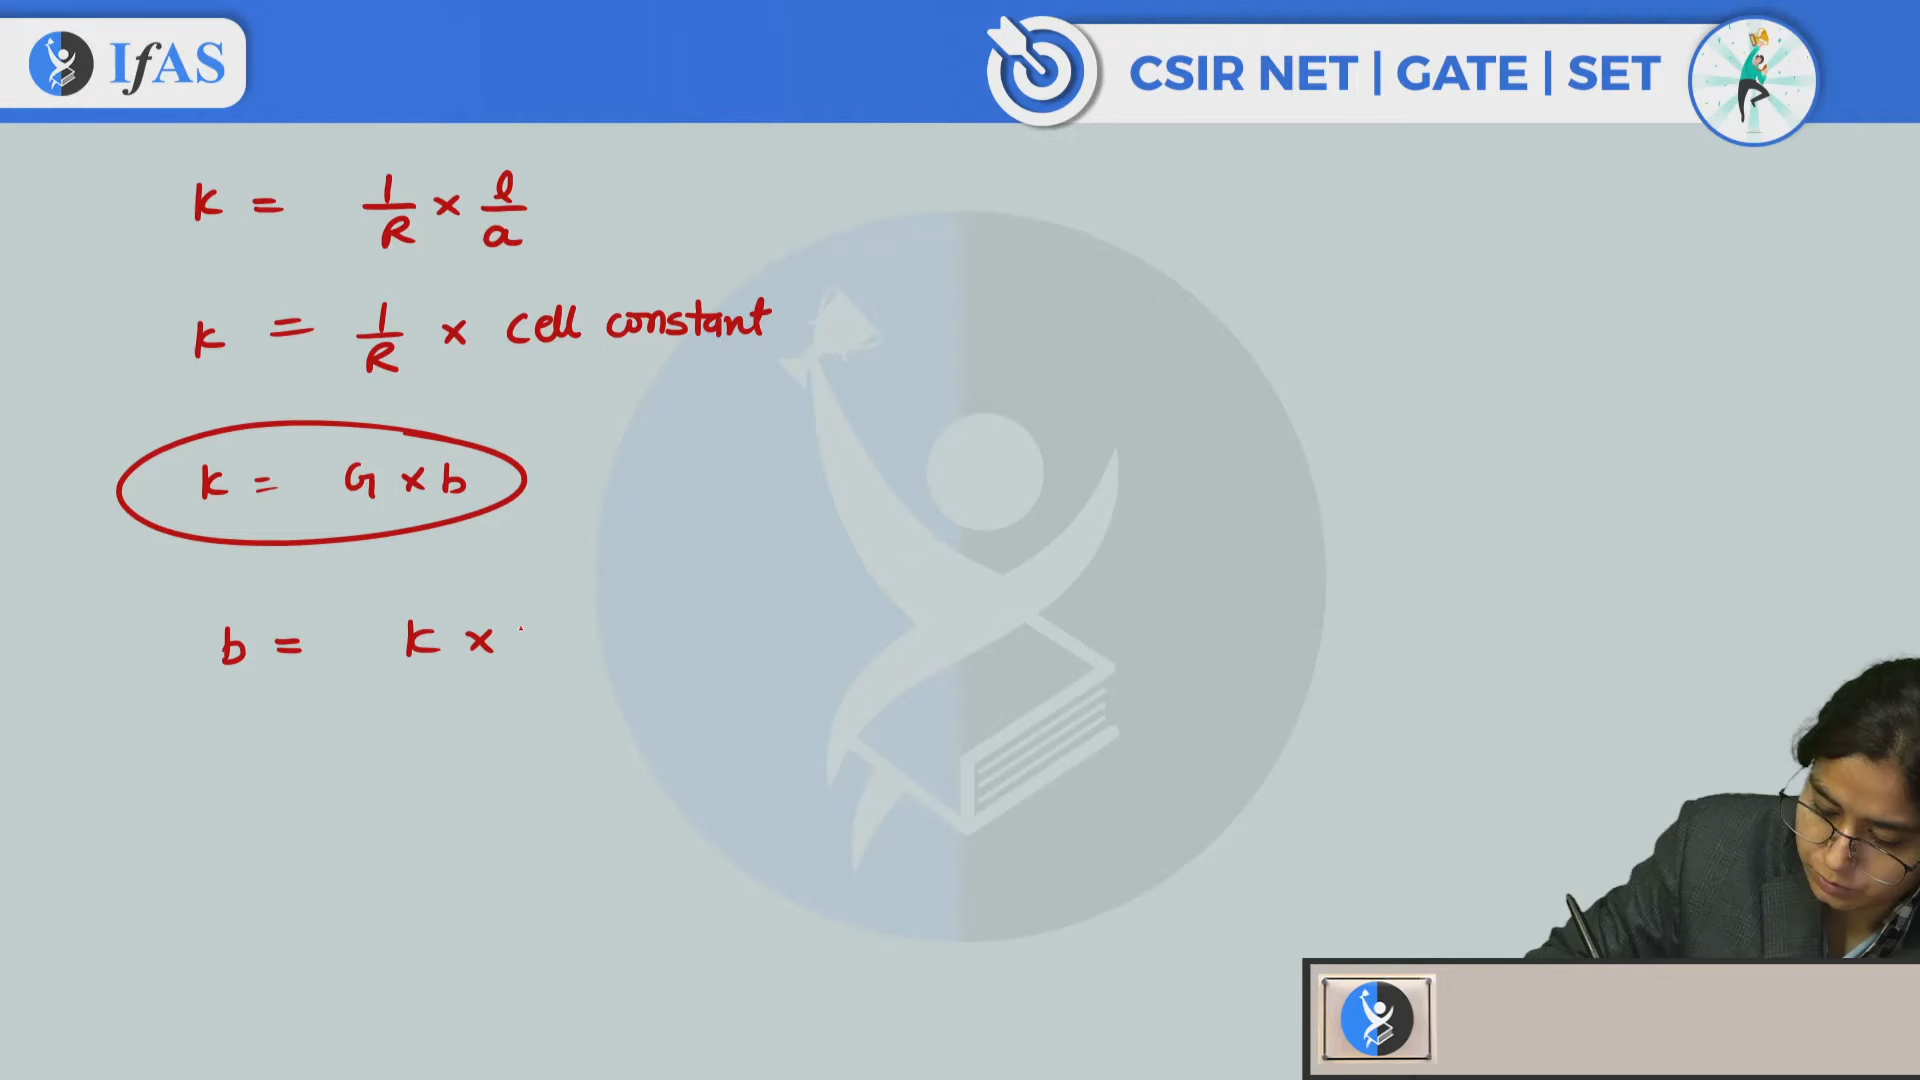 IfAS
CSIR NET | GATE | SET
K = 1/R × l/a
K = 1/R × cell constant
K = G × b
b = K ×